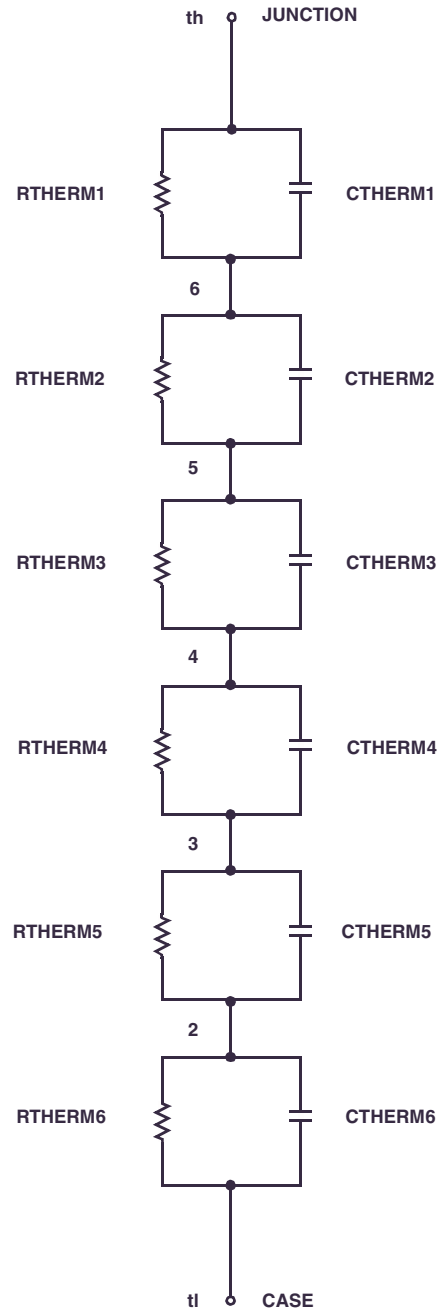 th JUNCTION
RTHERM1 CTHERM1
6
RTHERM2 CTHERM2
5
RTHERM3 CTHERM3
4
RTHERM4 CTHERM4
3
RTHERM5 CTHERM5
2
RTHERM6 CTHERM6
tl CASE